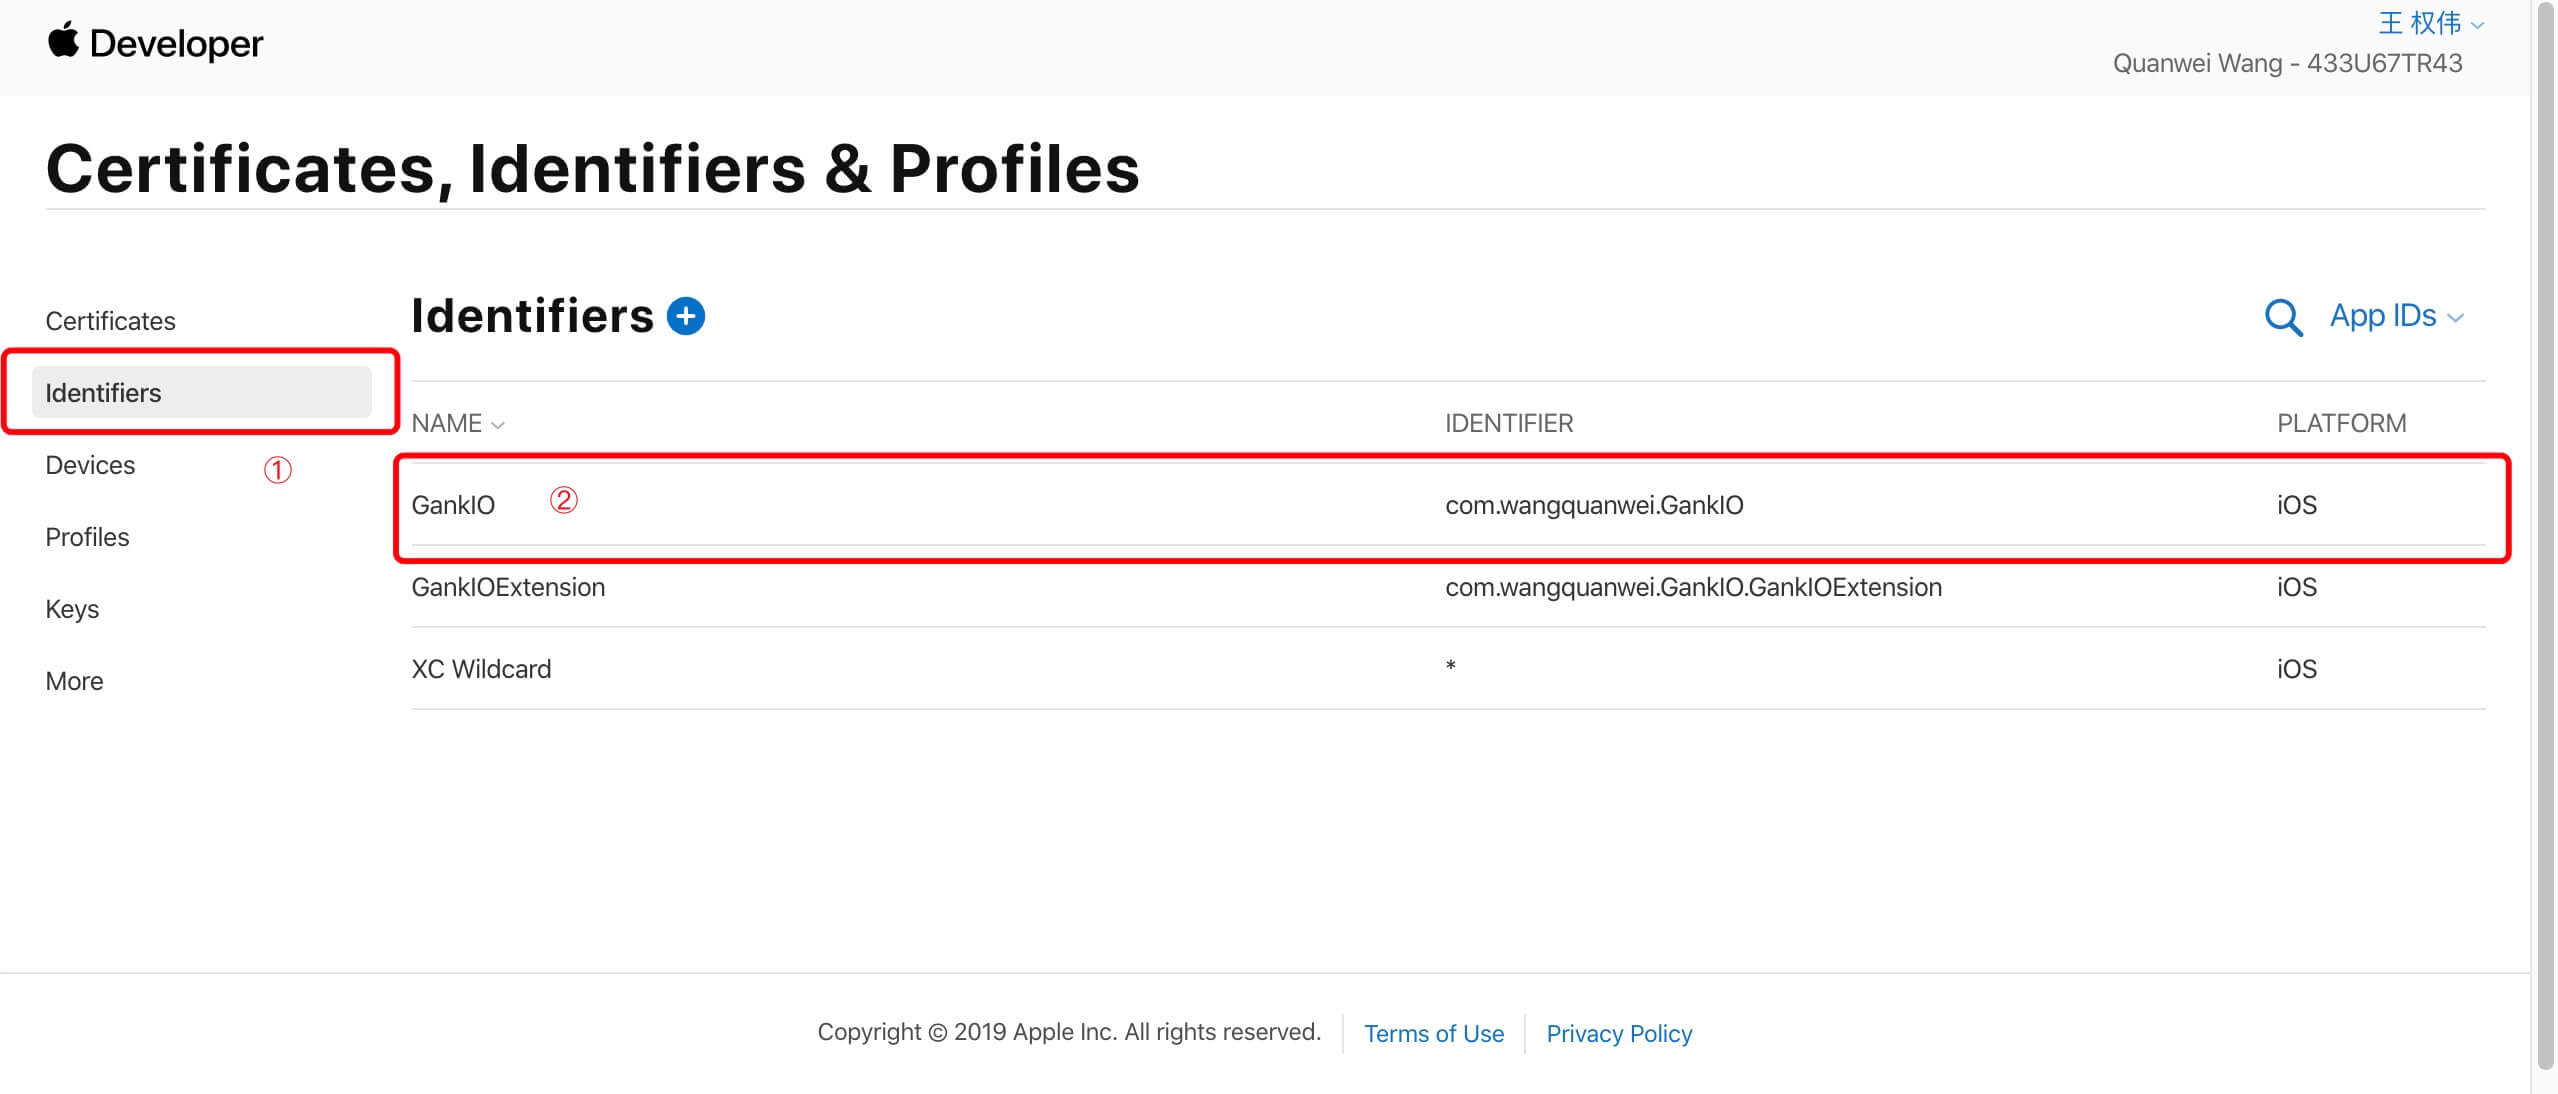 Developer
王 权伟
Quanwei Wang - 433U67TR43
Certificates, Identifiers & Profiles
Certificates
Identifiers
Devices
①
Profiles
Keys
More
Identifiers
App IDs
NAME IDENTIFIER PLATFORM
GankIO ② com.wangquanwei.GankIO iOS
GankIOExtension com.wangquanwei.GankIO.GankIOExtension iOS
XC Wildcard * iOS
Copyright © 2019 Apple Inc. All rights reserved. Terms of Use Privacy Policy